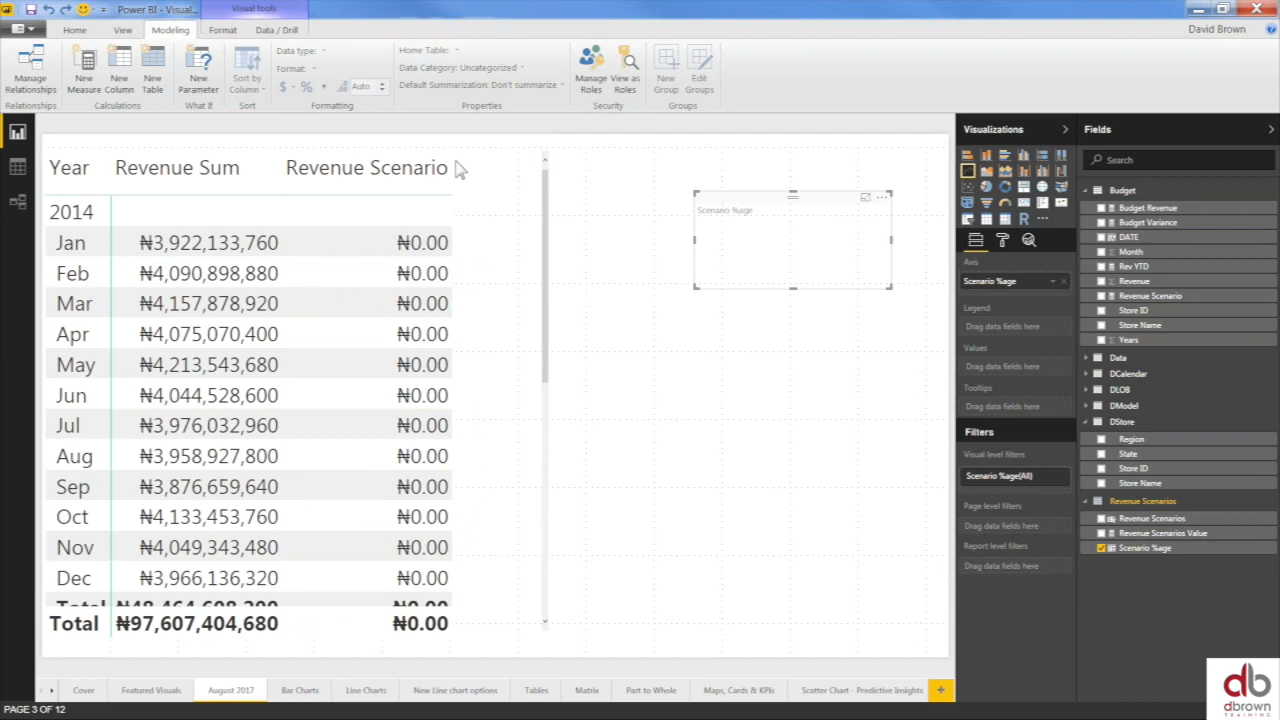 Power BI - Visual...
Visual tools
Home
View
Modeling
Format
Data / Drill
David Brown
Manage Relationships
New Measure
New Column
New Table
New Parameter
Sort by Column
Data type:
Format:
$ - % , Auto
Home Table:
Data Category: Uncategorized
Default Summarization: Don't summarize
Manage Roles
View as Roles
New Group
Edit Groups
Relationships
Calculations
What If
Sort
Formatting
Properties
Security
Groups
Year Revenue Sum Revenue Scenario
2014
Jan ₦3,922,133,760 ₦0.00
Feb ₦4,090,898,880 ₦0.00
Mar ₦4,157,878,920 ₦0.00
Apr ₦4,075,070,400 ₦0.00
May ₦4,213,543,680 ₦0.00
Jun ₦4,044,528,600 ₦0.00
Jul ₦3,976,032,960 ₦0.00
Aug ₦3,958,927,800 ₦0.00
Sep ₦3,876,659,640 ₦0.00
Oct ₦4,133,453,760 ₦0.00
Nov ₦4,049,343,480 ₦0.00
Dec ₦3,966,136,320 ₦0.00
Total ₦97,607,404,680 ₦0.00
Scenario %age
Visualizations
R
Axis
Scenario %age
Legend
Drag data fields here
Values
Drag data fields here
Tooltips
Drag data fields here
Filters
Visual level filters
Scenario %age(All)
Page level filters
Drag data fields here
Report level filters
Drag data fields here
Fields
Search
Budget
Budget Revenue
Budget Variance
DATE
Month
Rev YTD
Revenue
Revenue Scenario
Store ID
Store Name
Years
Data
DCalendar
DLOB
DModel
DStore
Region
State
Store ID
Store Name
Revenue Scenarios
Revenue Scenarios
Revenue Scenarios Value
Scenario %age
Cover
Featured Visuals
August 2017
Bar Charts
Line Charts
New Line chart options
Tables
Matrix
Part to Whole
Maps, Cards & KPIs
Scatter Chart - Predictive Insights
PAGE 3 OF 12
db
dbrown
TRAINING